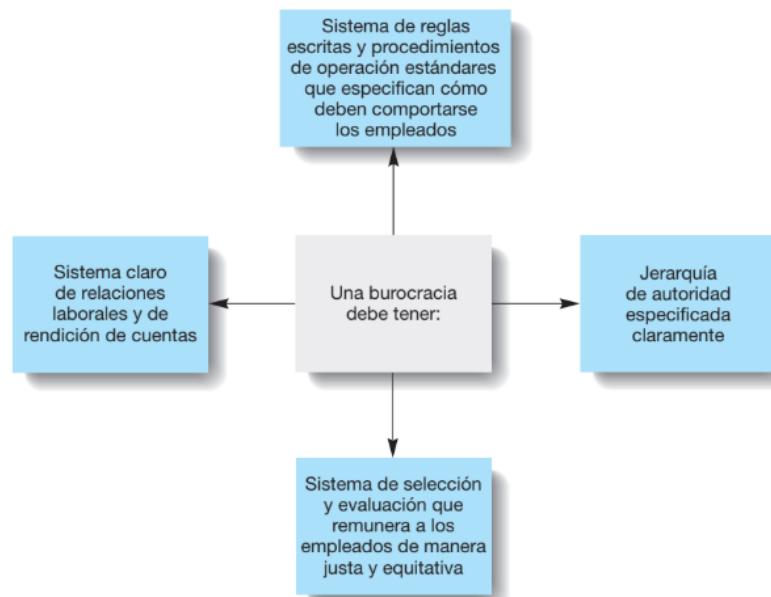 Sistema de reglas
escritas y procedimientos
de operación estándares
que especifican cómo
deben comportarse
los empleados
Sistema claro
de relaciones
laborales y de
rendición de cuentas
Una burocracia
debe tener:
Jerarquía
de autoridad
especificada
claramente
Sistema de selección
y evaluación que
remunera a los
empleados de manera
justa y equitativa